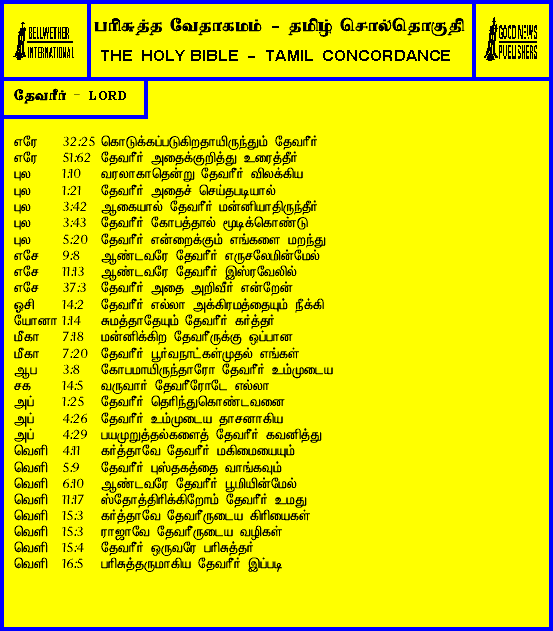 BELLWETHER
INTERNATIONAL
பரிசுத்த வேதாகமம் - தமிழ் சொல்தொகுதி
THE HOLY BIBLE - TAMIL CONCORDANCE
GOOD NEWS
PUBLISHERS
தேவரீர் - LORD
எரே 32:25 கொடுக்கப்படுகிறதாயிருந்தும் தேவரீர்
எரே 51:62 தேவரீர் அதைக்குறித்து உரைத்தீர்
புல 1:10 வரலாகாதென்று தேவரீர் விலக்கிய
புல 1:21 தேவரீர் அதைச் செய்தபடியால்
புல 3:42 ஆகையால் தேவரீர் மன்னியாதிருந்தீர்
புல 3:43 தேவரீர் கோபத்தால் மூடிக்கொண்டு
புல 5:20 தேவரீர் என்றைக்கும் எங்களை மறந்து
எசே 9:8 ஆண்டவரே தேவரீர் எருசலேமின்மேல்
எசே 11:13 ஆண்டவரே தேவரீர் இஸ்ரவேலில்
எசே 37:3 தேவரீர் அதை அறிவீர் என்றேன்
ஓசி 14:2 தேவரீர் எல்லா அக்கிரமத்தையும் நீக்கி
யோனா 1:14 சுமத்தாதேயும் தேவரீர் கர்த்தர்
மீகா 7:18 மன்னிக்கிற தேவரீருக்கு ஒப்பான
மீகா 7:20 தேவரீர் பூர்வநாட்கள்முதல் எங்கள்
ஆப 3:8 கோபமாயிருந்தாரோ தேவரீர் உம்முடைய
சக 14:5 வருவார் தேவரீரோடே எல்லா
அப் 1:25 தேவரீர் தெரிந்துகொண்டவனை
அப் 4:26 தேவரீர் உம்முடைய தாசனாகிய
அப் 4:29 பயமுறுத்தல்களைத் தேவரீர் கவனித்து
வெளி 4:11 கர்த்தாவே தேவரீர் மகிமையையும்
வெளி 5:9 தேவரீர் புஸ்தகத்தை வாங்கவும்
வெளி 6:10 ஆண்டவரே தேவரீர் பூமியின்மேல்
வெளி 11:17 ஸ்தோத்திரிக்கிறோம் தேவரீர் உமது
வெளி 15:3 கர்த்தாவே தேவரீருடைய கிரியைகள்
வெளி 15:3 ராஜாவே தேவரீருடைய வழிகள்
வெளி 15:4 தேவரீர் ஒருவரே பரிசுத்தர்
வெளி 16:5 பரிசுத்தருமாகிய தேவரீர் இப்படி